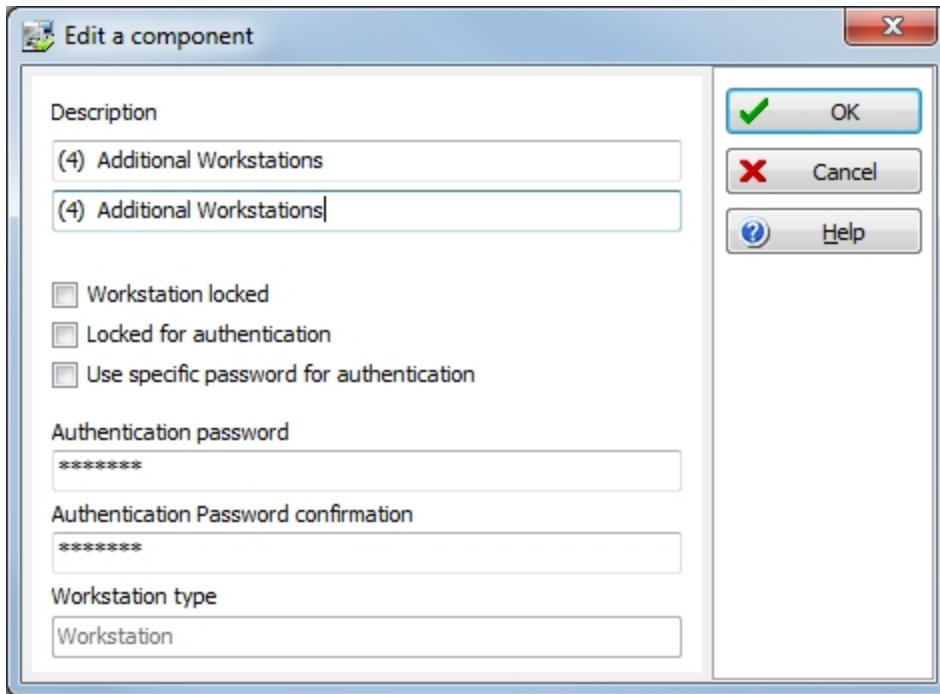 Edit a component
Description
(4) Additional Workstations
(4) Additional Workstations
Workstation locked
Locked for authentication
Use specific password for authentication
Authentication password
*******
Authentication Password confirmation
*******
Workstation type
Workstation
OK
Cancel
Help